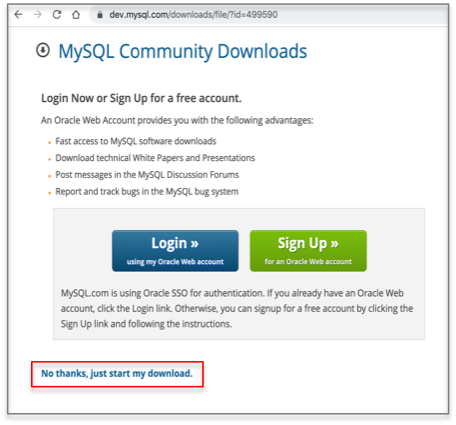 dev.mysql.com/downloads/file/?id=499590
MySQL Community Downloads
Login Now or Sign Up for a free account.
An Oracle Web Account provides you with the following advantages:
Fast access to MySQL software downloads
Download technical White Papers and Presentations
Post messages in the MySQL Discussion Forums
Report and track bugs in the MySQL bug system
Login »
using my Oracle Web account
Sign Up »
for an Oracle Web account
MySQL.com is using Oracle SSO for authentication. If you already have an Oracle Web
account, click the Login link. Otherwise, you can signup for a free account by clicking the
Sign Up link and following the instructions.
No thanks, just start my download.